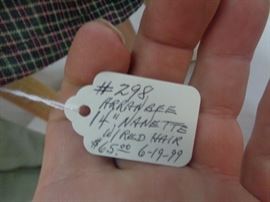 #298,
ARRANBEE
14", NANETTE
W/ RED HAIR
$65.00 6-19-99